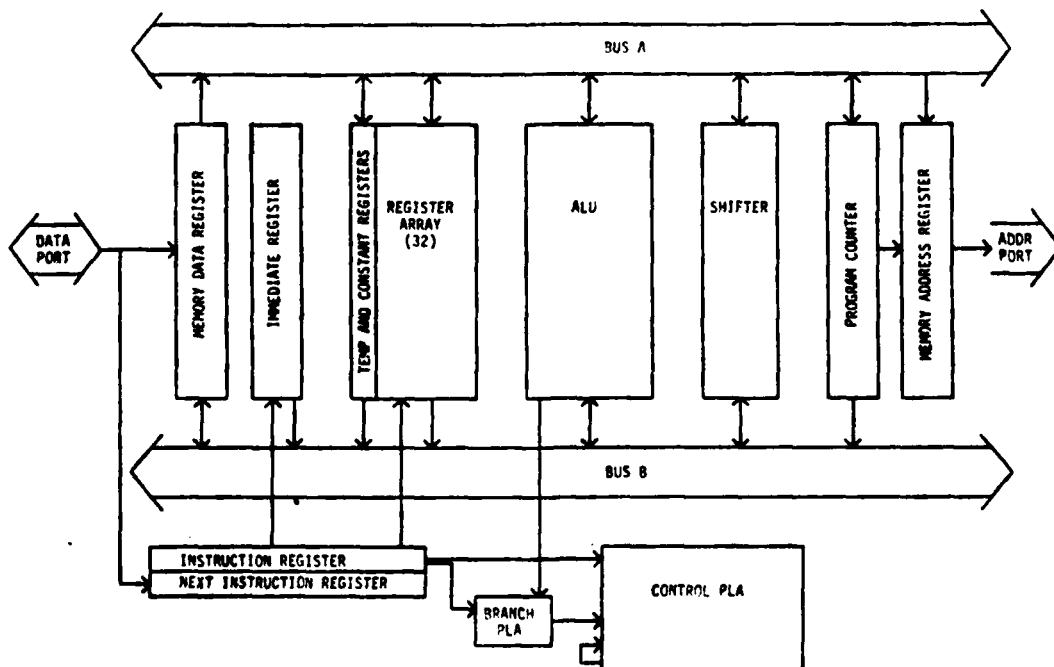 BUS A
DATA
PORT
MEMORY DATA REGISTER
IMMEDIATE REGISTER
TEMP AND CONSTANT REGISTERS
REGISTER
ARRAY
(32)
ALU
SHIFTER
PROGRAM COUNTER
MEMORY ADDRESS REGISTER
ADDR
PORT
BUS B
INSTRUCTION REGISTER
NEXT INSTRUCTION REGISTER
BRANCH
PLA
CONTROL PLA